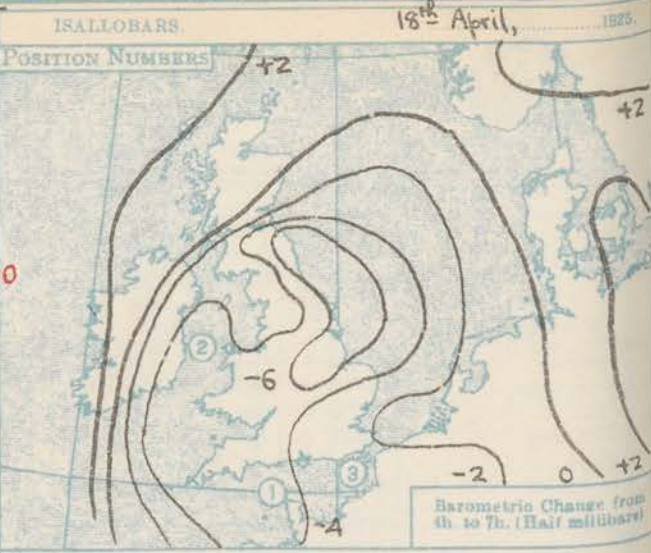 ISALLOBARS. 18th April, 1925.
POSITION NUMBERS
+2
+2
0
2
-6
-2 0 +2
1 3
-4
Barometric Change from
4h to 7h. (Half millibars)